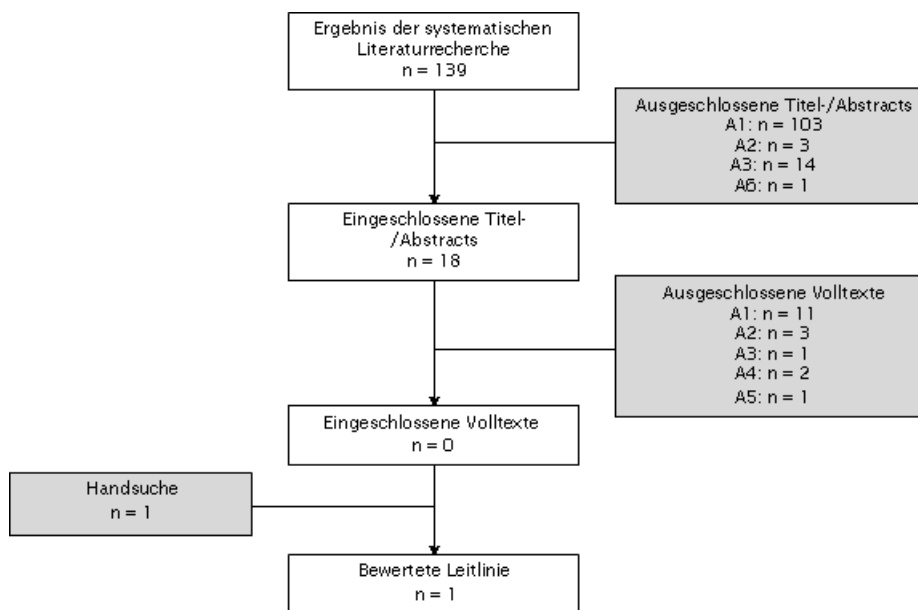 Ergebnis der systematischen
Literaturrecherche
n = 139
Ausgeschlossene Titel-/Abstracts
A1: n = 103
A2: n = 3
A3: n = 14
A6: n = 1
Eingeschlossene Titel-
/Abstracts
n = 18
Ausgeschlossene Volltexte
A1: n = 11
A2: n = 3
A3: n = 1
A4: n = 2
A5: n = 1
Eingeschlossene Volltexte
n = 0
Handsuche
n = 1
Bewertete Leitlinie
n = 1